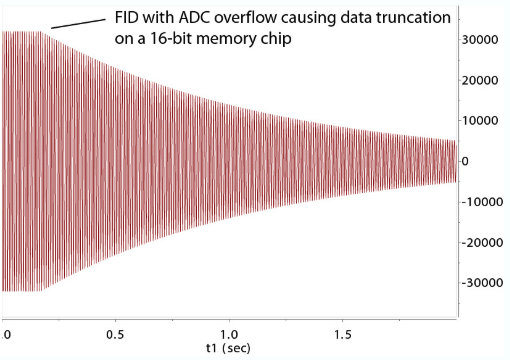 FID with ADC overflow causing data truncation
on a 16-bit memory chip
30000
20000
10000
0
-10000
-20000
-30000
0 0.5 1.0 1.5
t1 (sec)